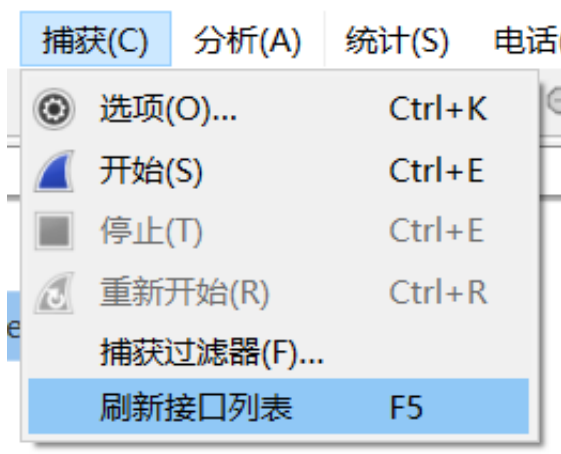 捕获(C) 分析(A) 统计(S) 电话(
选项(O)... Ctrl+K
开始(S) Ctrl+E
停止(T) Ctrl+E
重新开始(R) Ctrl+R
捕获过滤器(F)...
刷新接口列表 F5